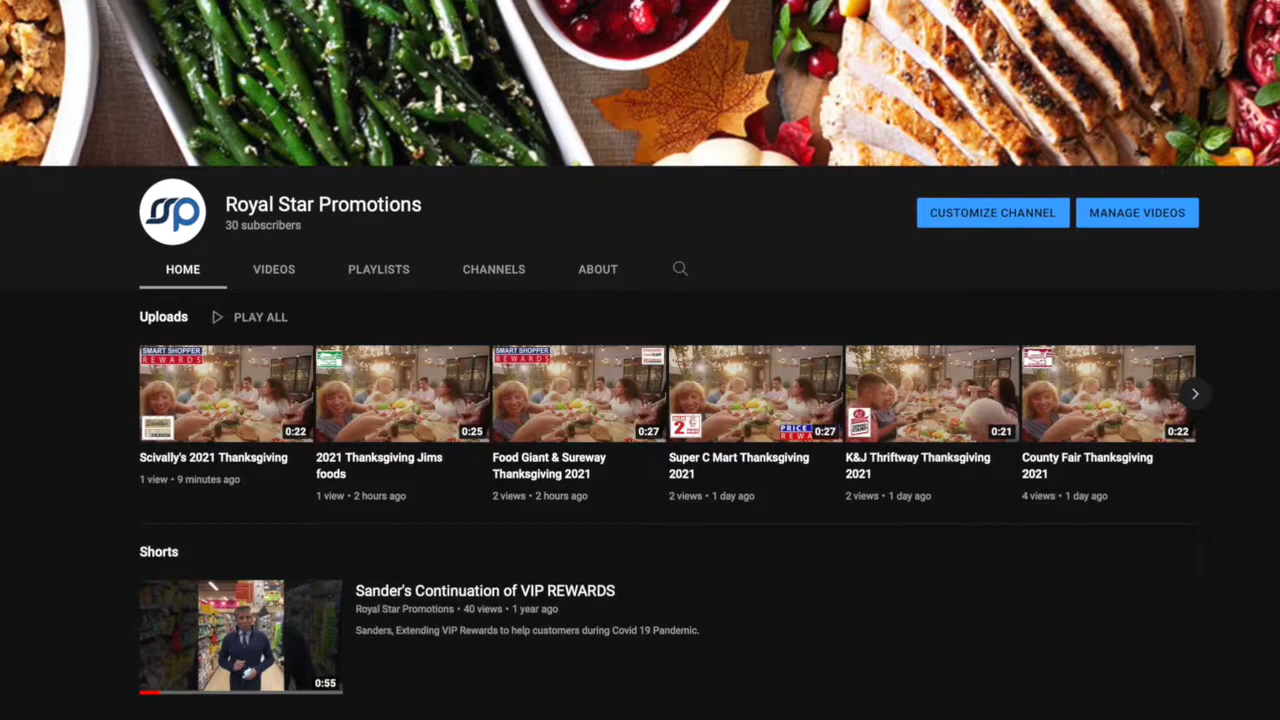 Royal Star Promotions
30 subscribers
CUSTOMIZE CHANNEL
MANAGE VIDEOS
HOME
VIDEOS
PLAYLISTS
CHANNELS
ABOUT
Uploads
PLAY ALL
SMART SHOPPER
REWARDS
0:22
0:25
SMART SHOPPER
REWARDS
0:27
2
PRICE
REWA
0:27
0:21
0:22
Scivally's 2021 Thanksgiving
1 view • 9 minutes ago
2021 Thanksgiving Jims
foods
1 view • 2 hours ago
Food Giant & Sureway
Thanksgiving 2021
2 views • 2 hours ago
Super C Mart Thanksgiving
2021
2 views • 1 day ago
K&J Thriftway Thanksgiving
2021
2 views • 1 day ago
County Fair Thanksgiving
2021
4 views • 1 day ago
Shorts
0:55
Sander's Continuation of VIP REWARDS
Royal Star Promotions • 40 views • 1 year ago
Sanders, Extending VIP Rewards to help customers during Covid 19 Pandemic.